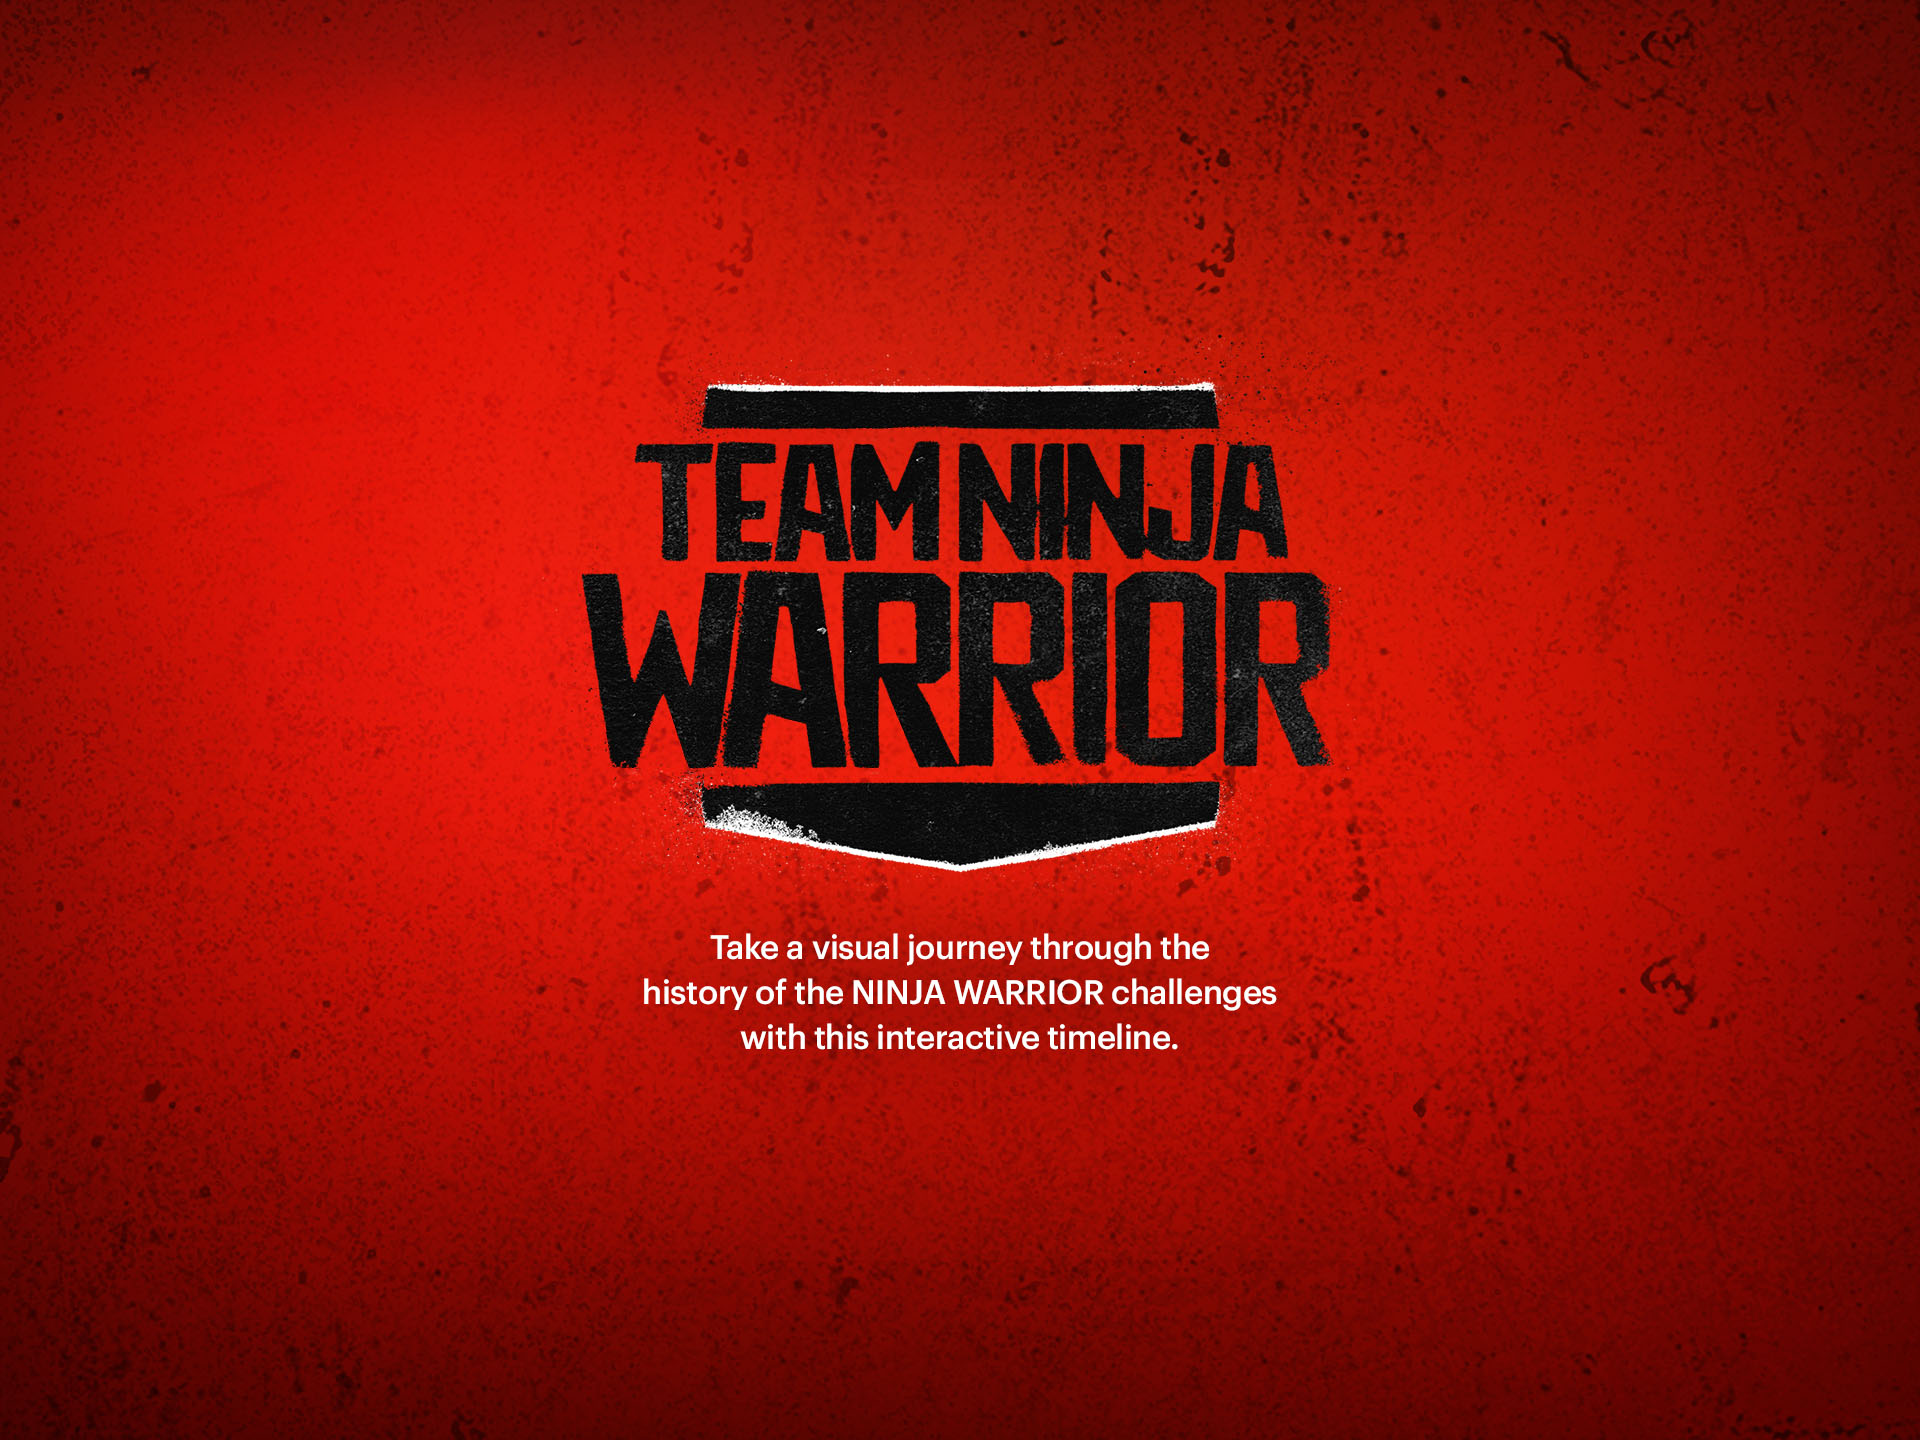 TEAM NINJA
WARRIOR
Take a visual journey through the
history of the NINJA WARRIOR challenges
with this interactive timeline.